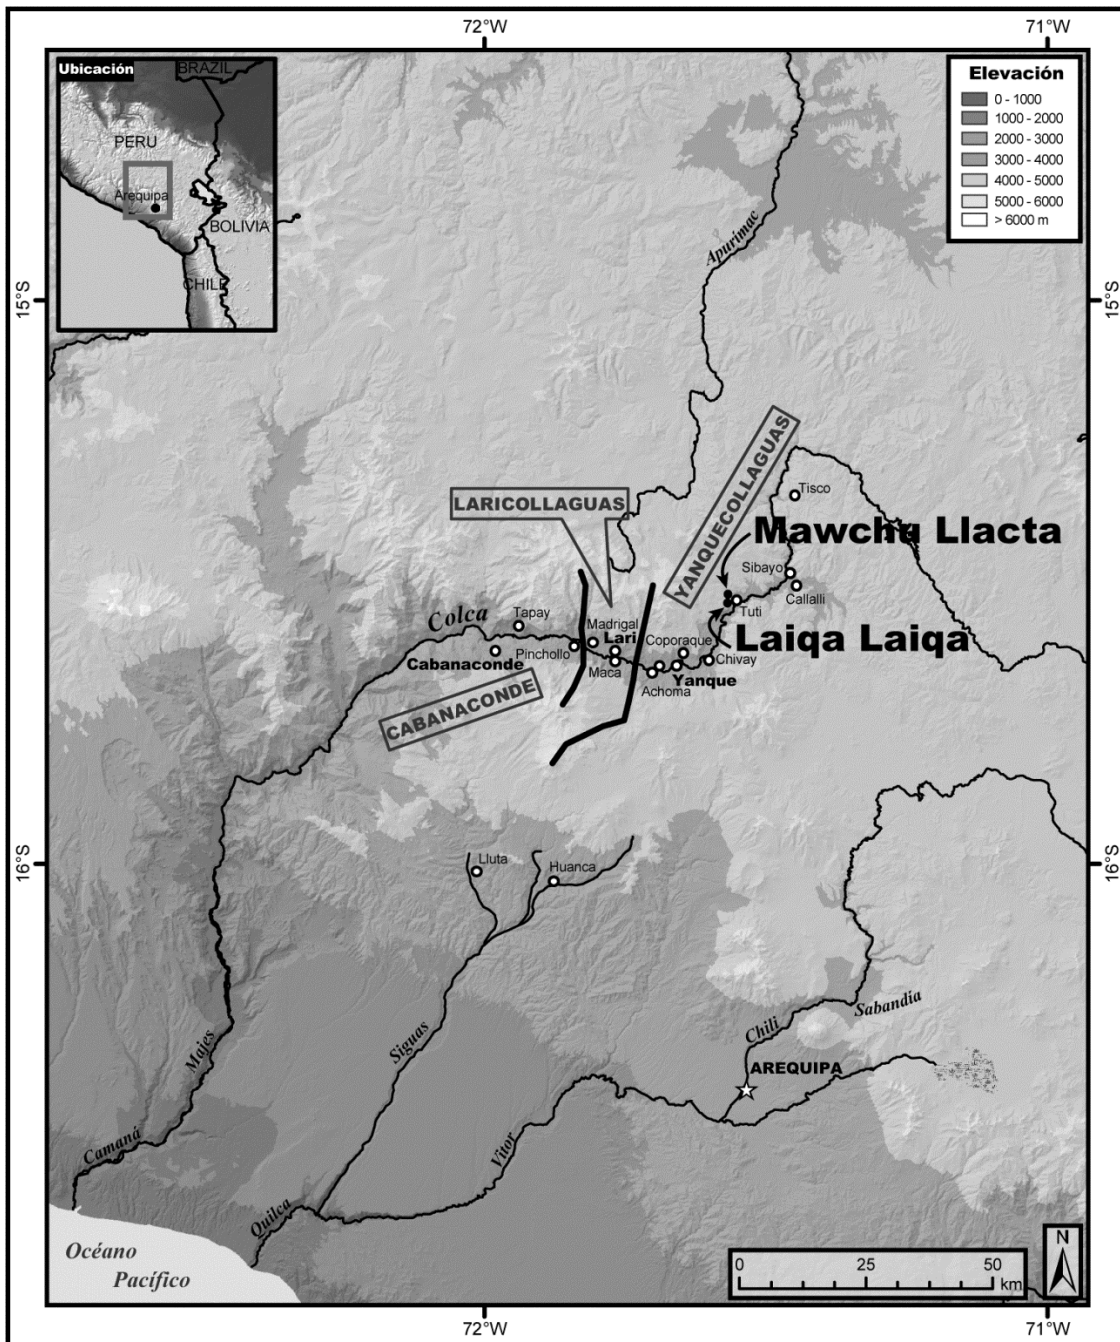 72°W
71°W
Ubicación
BRAZIL
PERU
Arequipa
BOLIVIA
CHILE
Elevación
0 - 1000
1000 - 2000
2000 - 3000
3000 - 4000
4000 - 5000
5000 - 6000
> 6000 m
15°S
15°S
Apurímac
LARICOLLAGUAS
YANQUECOLLAGUAS
Tisco
Mawchu Llacta
Sibayo
Callalli
Tuti
Colca
Tapay
Madrigal
Lari
Coporaque
Laiqa Laiqa
Cabanaconde
Pinchollo
Maca
Achoma
Yanque
Chivay
CABANACONDE
16°S
16°S
Lluta
Huanca
Majes
Siguas
Chili
Sabandía
AREQUIPA
Camaná
Vitor
Quilca
Océano
Pacífico
N
0
25
50
km
72°W
71°W